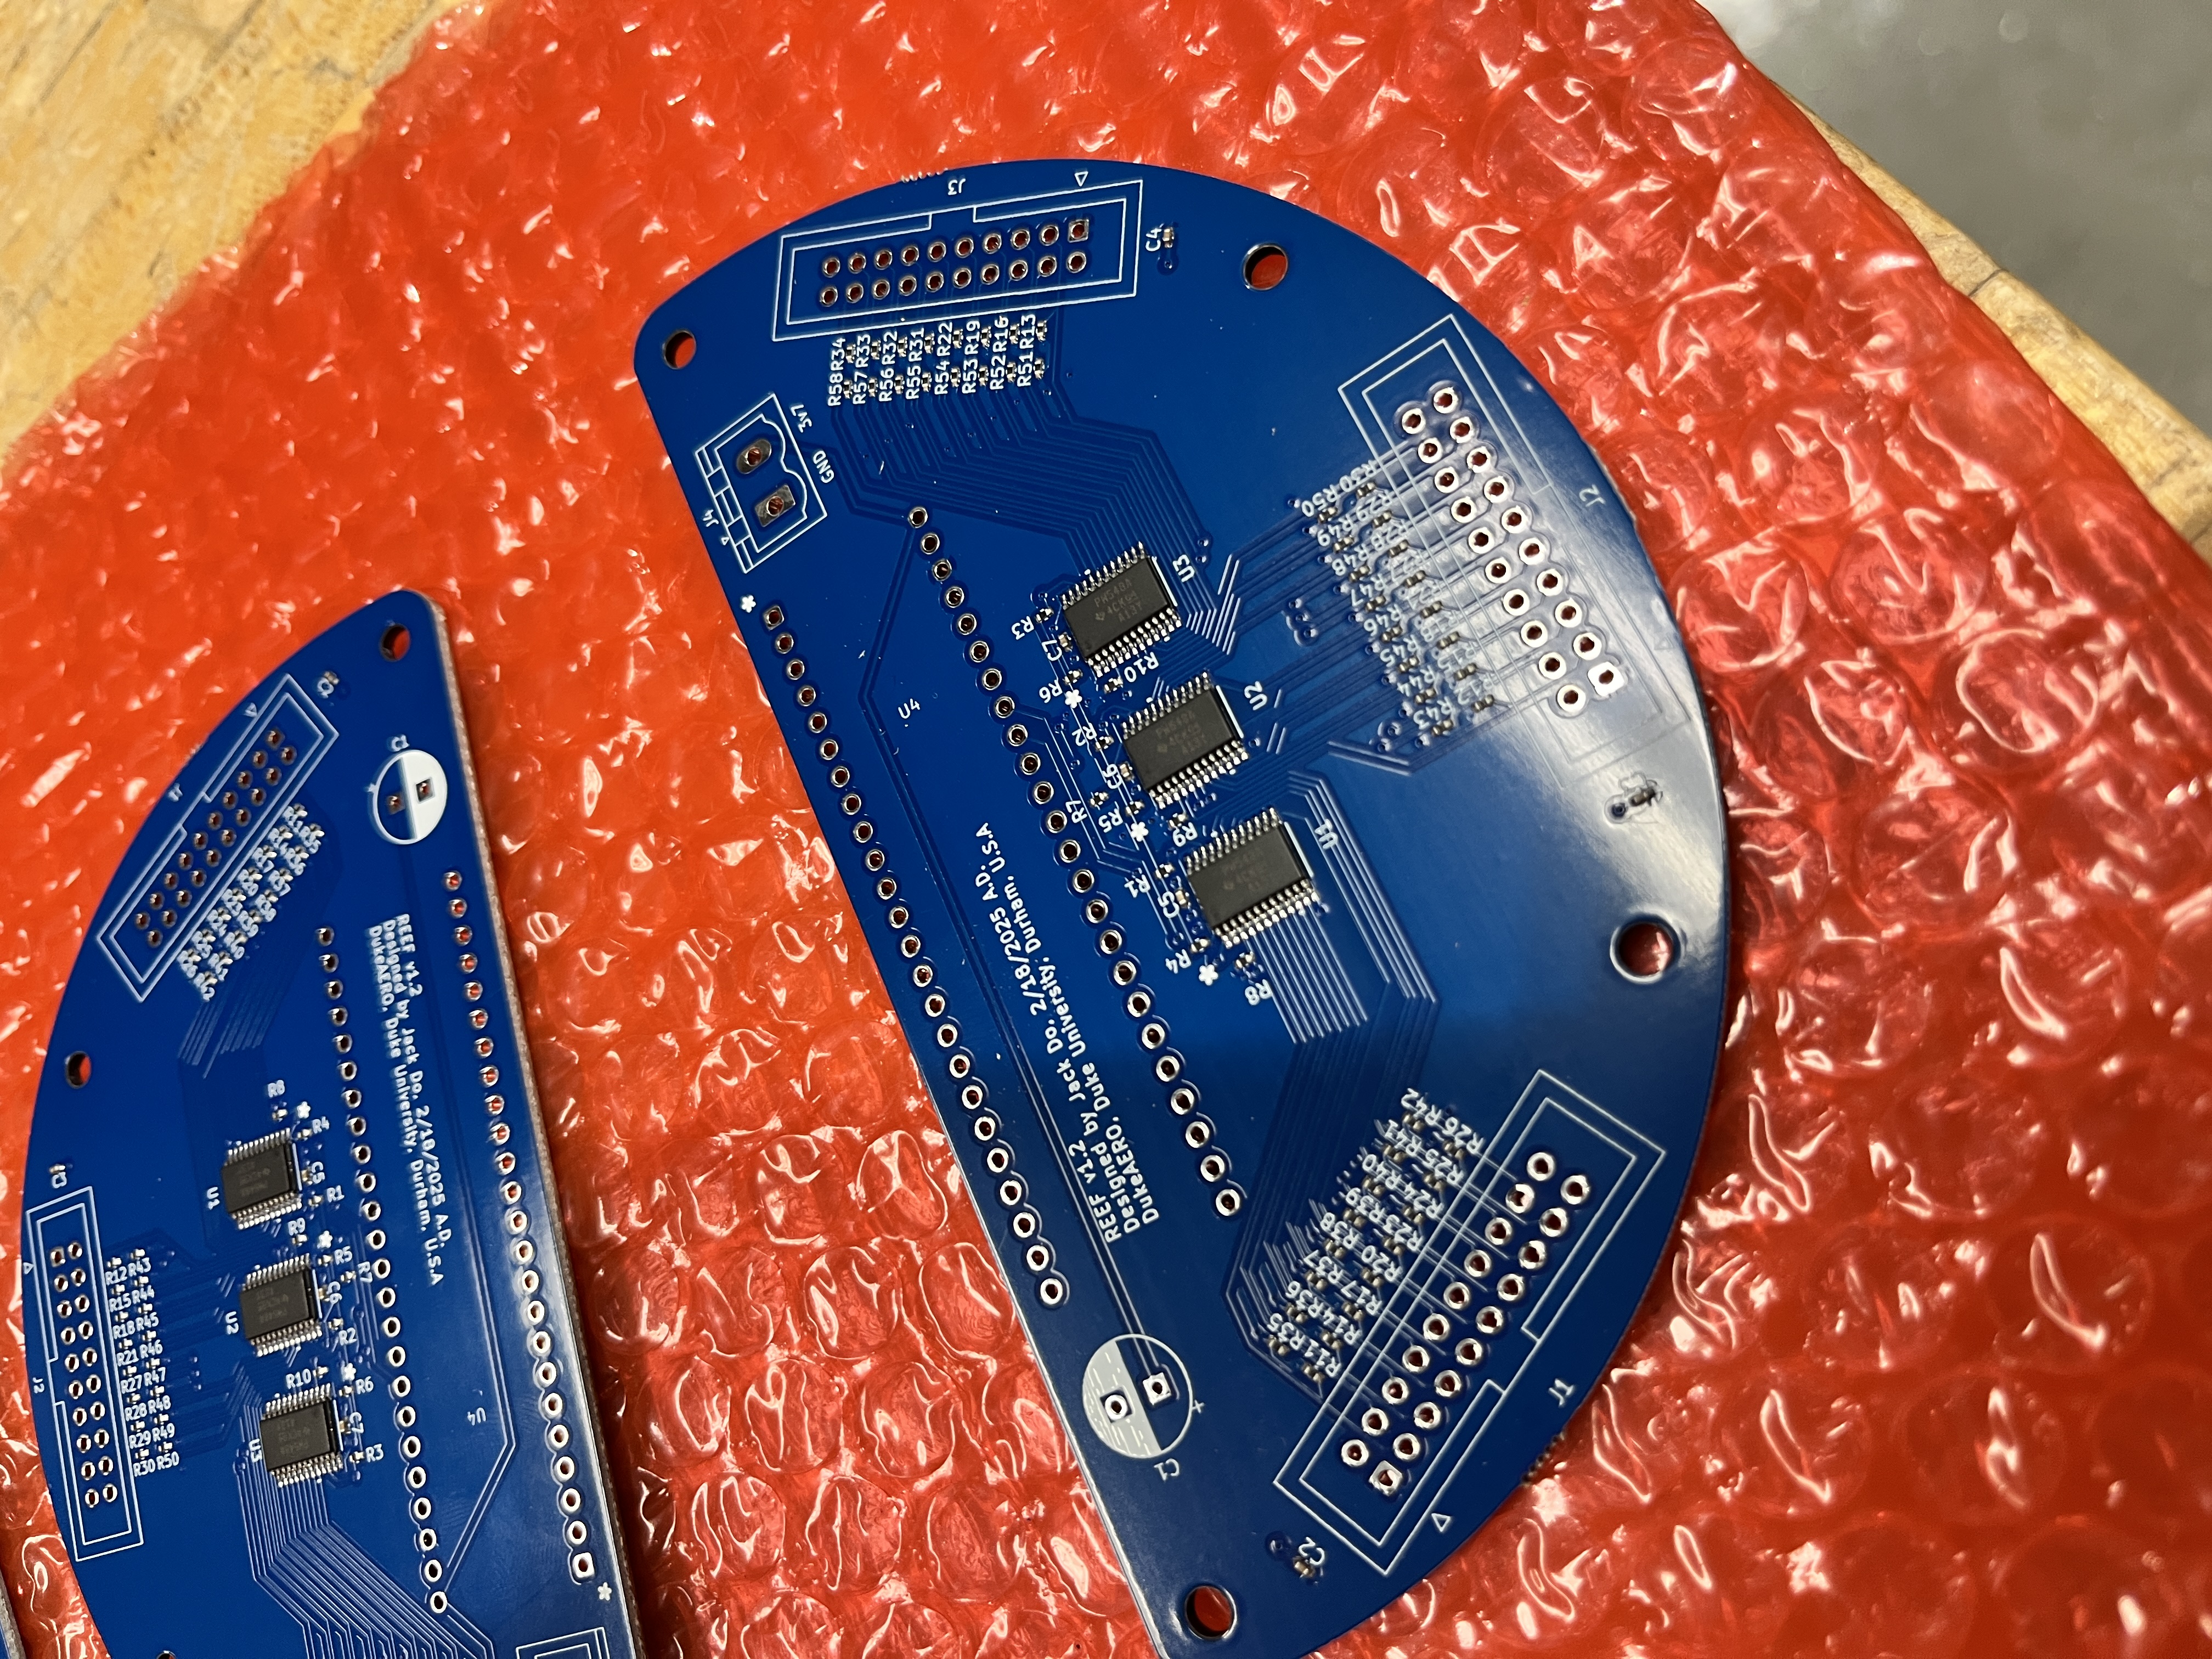 J2
R30 R29 R28 R27 R21 R18 R15 R12
R50 R49 R48 R47 R46 R45 R44 R43
J1
U3
U2
U1
R10
R9
R8
R3
C7
R6
R2
C6
R5
R7
R1
C5
R4
C2
C1
REEF v1.2
Designed by Jack Do, 2/18/2025 A.D.
DukeAERO, Duke University, Durham, U.S.A
U4
J4
GND 3v7
R58 R34
R57 R33
R56 R32
R55 R31
R54 R22
R53 R19
R52 R16
R51 R13
J3
C4
U4
C1
REEF v1.2
Designed by Jack Do, 2/18/2025 A.D.
DukeAERO, Duke University, Durham, U.S.A
R3
C7
R6
R10
U3
R2
C6
R5
R7
R9
U2
R1
C5
R4
R8
U1
C2
R11 R35
R14 R36
R17 R37
R20 R38
R23 R39
R24 R40
R25 R41
R26 R42
J1
R43 R44 R45 R46 R47 R48 R49 R50
J2